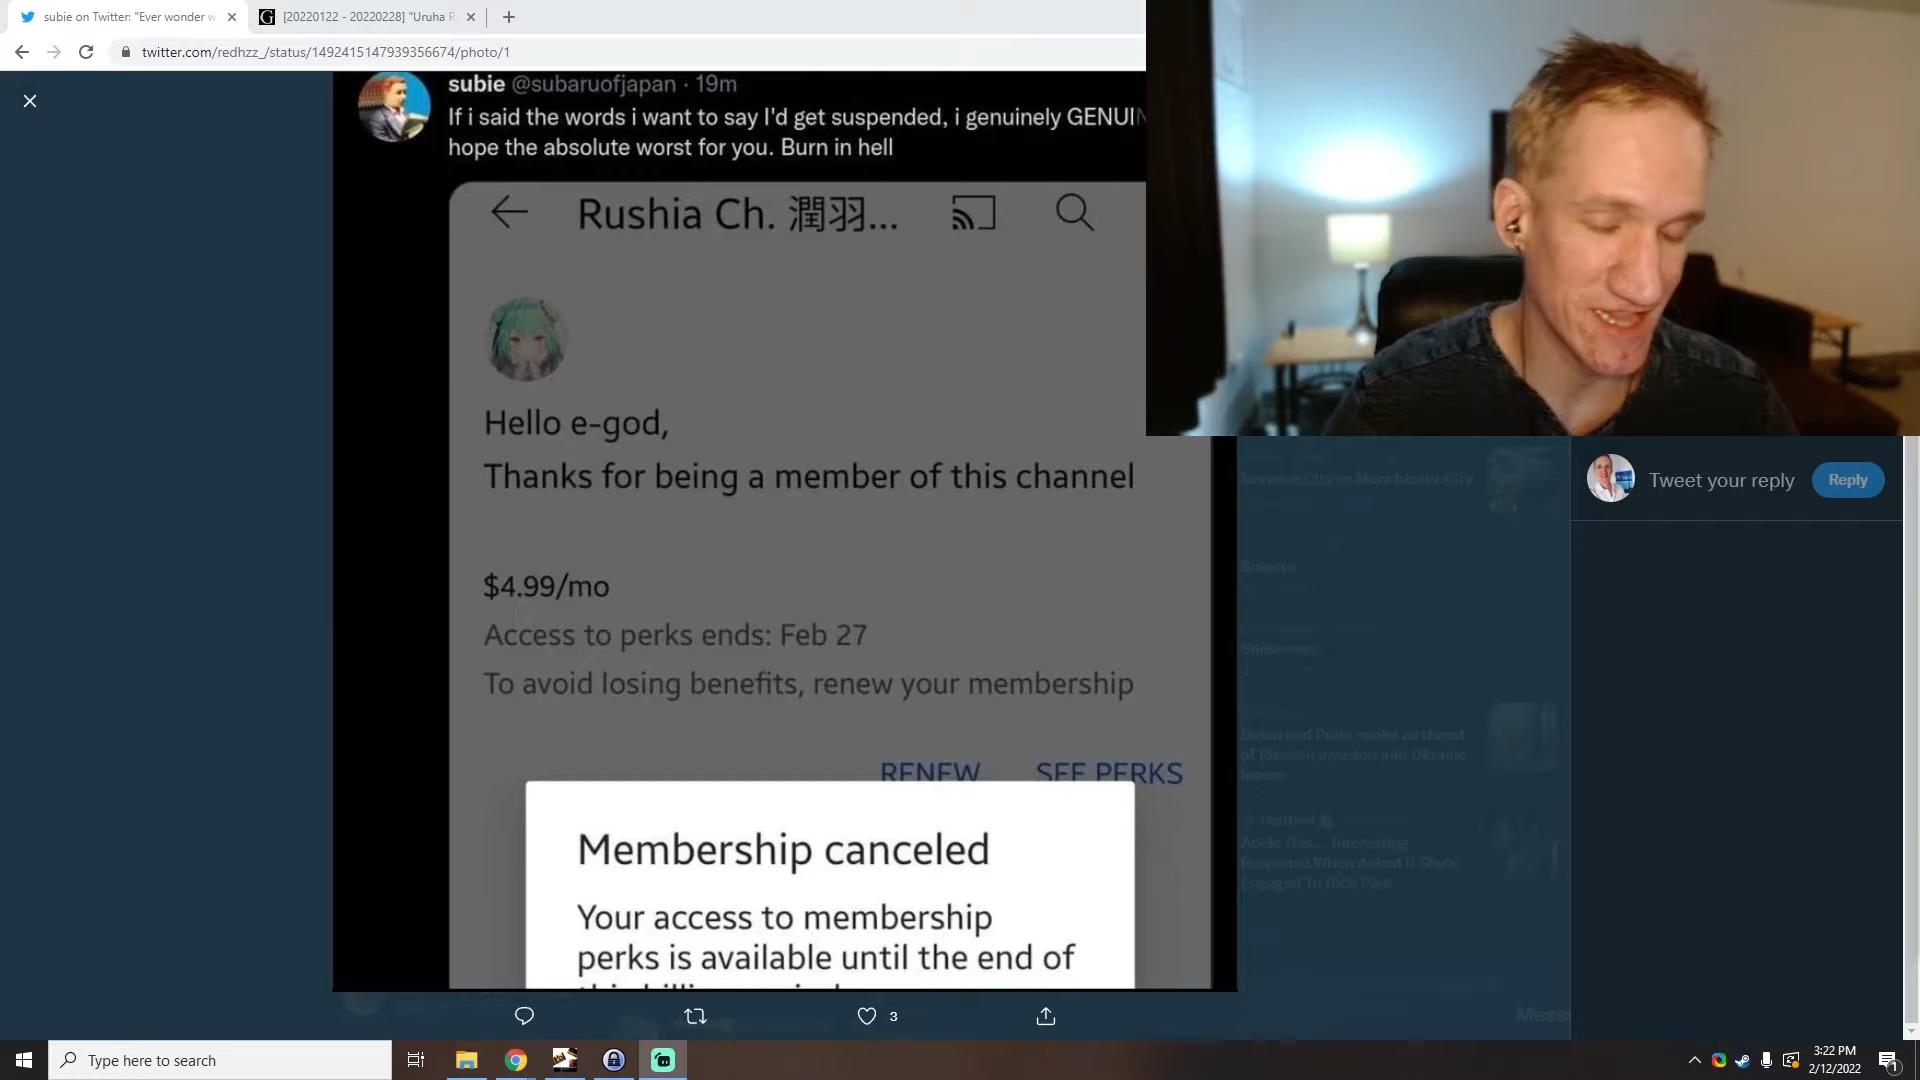 subie on Twitter: "Ever wonder w
[20220122 - 20220228] "Uruha R
twitter.com/redhzz_/status/1492415147939356674/photo/1
subie @subaruofjapan · 19m
If i said the words i want to say I'd get suspended, i genuinely GENUIN
hope the absolute worst for you. Burn in hell
Rushia Ch. 潤羽...
Hello e-god,
Thanks for being a member of this channel
$4.99/mo
Access to perks ends: Feb 27
To avoid losing benefits, renew your membership
RENEW SEE PERKS
Membership canceled
Your access to membership
perks is available until the end of
3
Tweet your reply
Reply
Type here to search
3:22 PM
2/12/2022
1